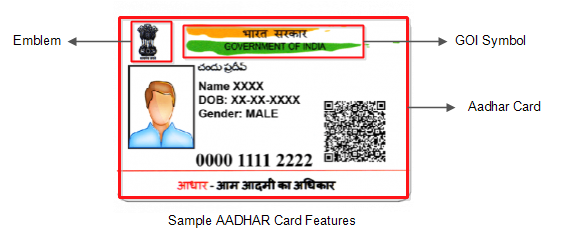 Emblem
भारत सरकार
GOVERNMENT OF INDIA
GOI Symbol
చందు ప్రదీప్
Name XXXX
DOB: XX-XX-XXXX
Gender: MALE
Aadhar Card
0000 1111 2222
आधार - आम आदमी का अधिकार
Sample AADHAR Card Features